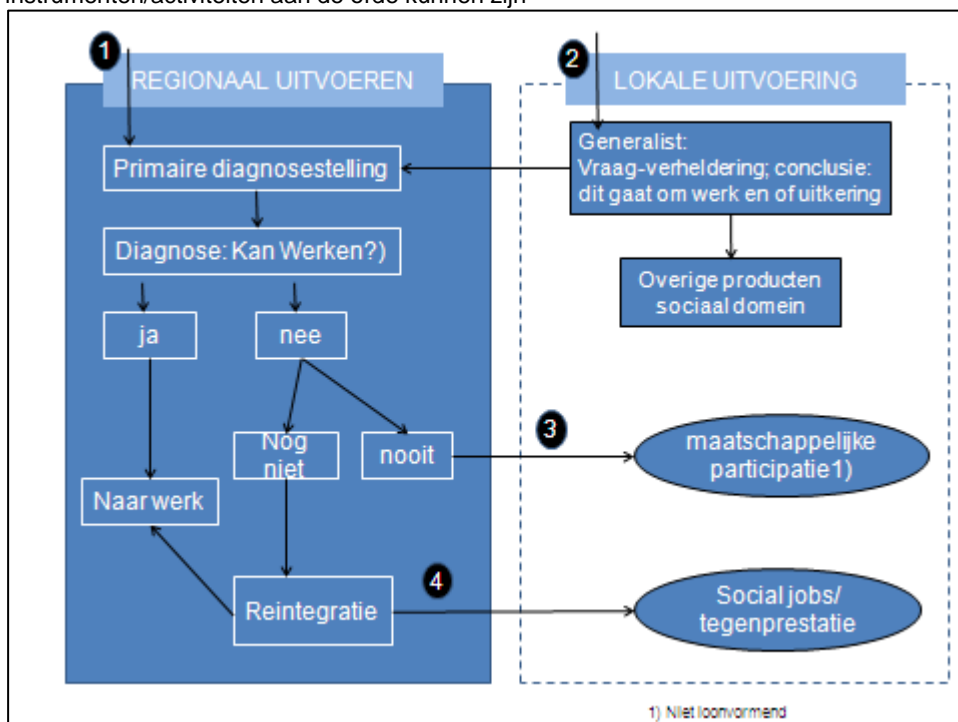 instrumenten/activiteiten aan de orde kunnen zijn
1
2
REGIONAAL UITVOEREN
LOKALE UITVOERING
Primaire diagnosestelling
Generalist:
Vraag-verheldering; conclusie:
dit gaat om werk en of uitkering
Diagnose: Kan Werken?)
Overige producten
sociaal domein
ja
nee
Nog
niet
nooit
3
maatschappelijke
participatie1)
Naar werk
Reintegratie
4
Social jobs/
tegenprestatie
1) Niet loonvormend